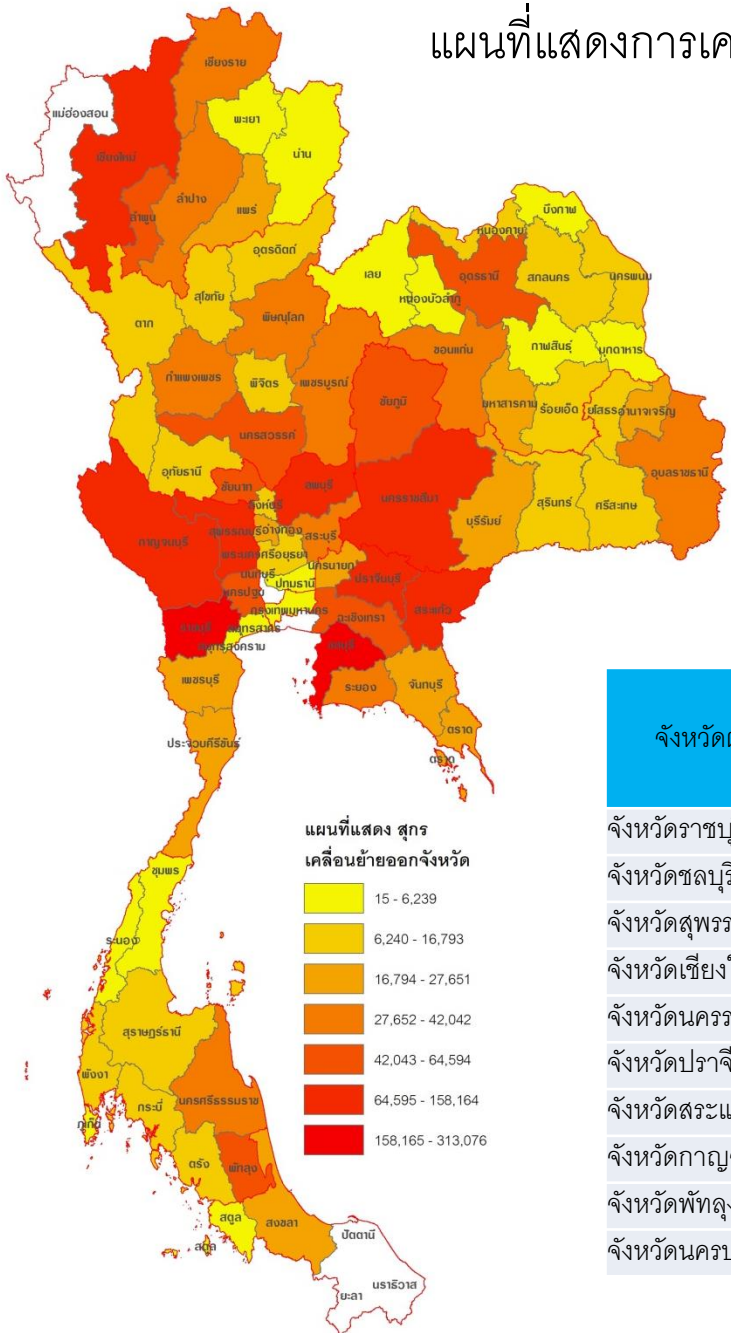 แผนที่แสดงการเค
เชียงราย
แม่ฮ่องสอน
พะเยา
เชียงใหม่
น่าน
ลำปาง
แพร่
ลำพูน
บึงกาฬ
หนองคาย
อุตรดิตถ์
เลย
อุดรธานี
สกลนคร
นครพนม
สุโขทัย
หนองบัวลำภู
ตาก
พิษณุโลก
ขอนแก่น
กาฬสินธุ์
มุกดาหาร
กำแพงเพชร
พิจิตร
เพชรบูรณ์
ชัยภูมิ
มหาสารคาม
ร้อยเอ็ด
ยโสธร
อำนาจเจริญ
นครสวรรค์
อุทัยธานี
อุบลราชธานี
ชัยนาท
ลพบุรี
นครราชสีมา
สุรินทร์
ศรีสะเกษ
สิงห์บุรี
บุรีรัมย์
กาญจนบุรี
สุพรรณบุรี
อ่างทอง
สระบุรี
พระนครศรีอยุธยา
นครนายก
นนทบุรี
ปทุมธานี
ปราจีนบุรี
นครปฐม
กรุงเทพมหานคร
ฉะเชิงเทรา
สระแก้ว
ราชบุรี
สมุทรสาคร
สมุทรสงคราม
ชลบุรี
เพชรบุรี
ระยอง
จันทบุรี
ตราด
ประจวบคีรีขันธ์
ตราด
จังหวัด
แผนที่แสดง สุกร
เคลื่อนย้ายออกจังหวัด
15 - 6,239
6,240 - 16,793
16,794 - 27,651
27,652 - 42,042
42,043 - 64,594
64,595 - 158,164
158,165 - 313,076
จังหวัดราชบุ
จังหวัดชลบุรี
จังหวัดสุพรร
จังหวัดเชียงใ
จังหวัดนครร
จังหวัดปราจี
จังหวัดสระแ
จังหวัดกาญ
จังหวัดพัทลุง
จังหวัดนครป
ชุมพร
ระนอง
สุราษฎร์ธานี
พังงา
กระบี่
นครศรีธรรมราช
ภูเก็ต
ตรัง
พัทลุง
สตูล
สงขลา
สตูล
ปัตตานี
ยะลา
นราธิวาส